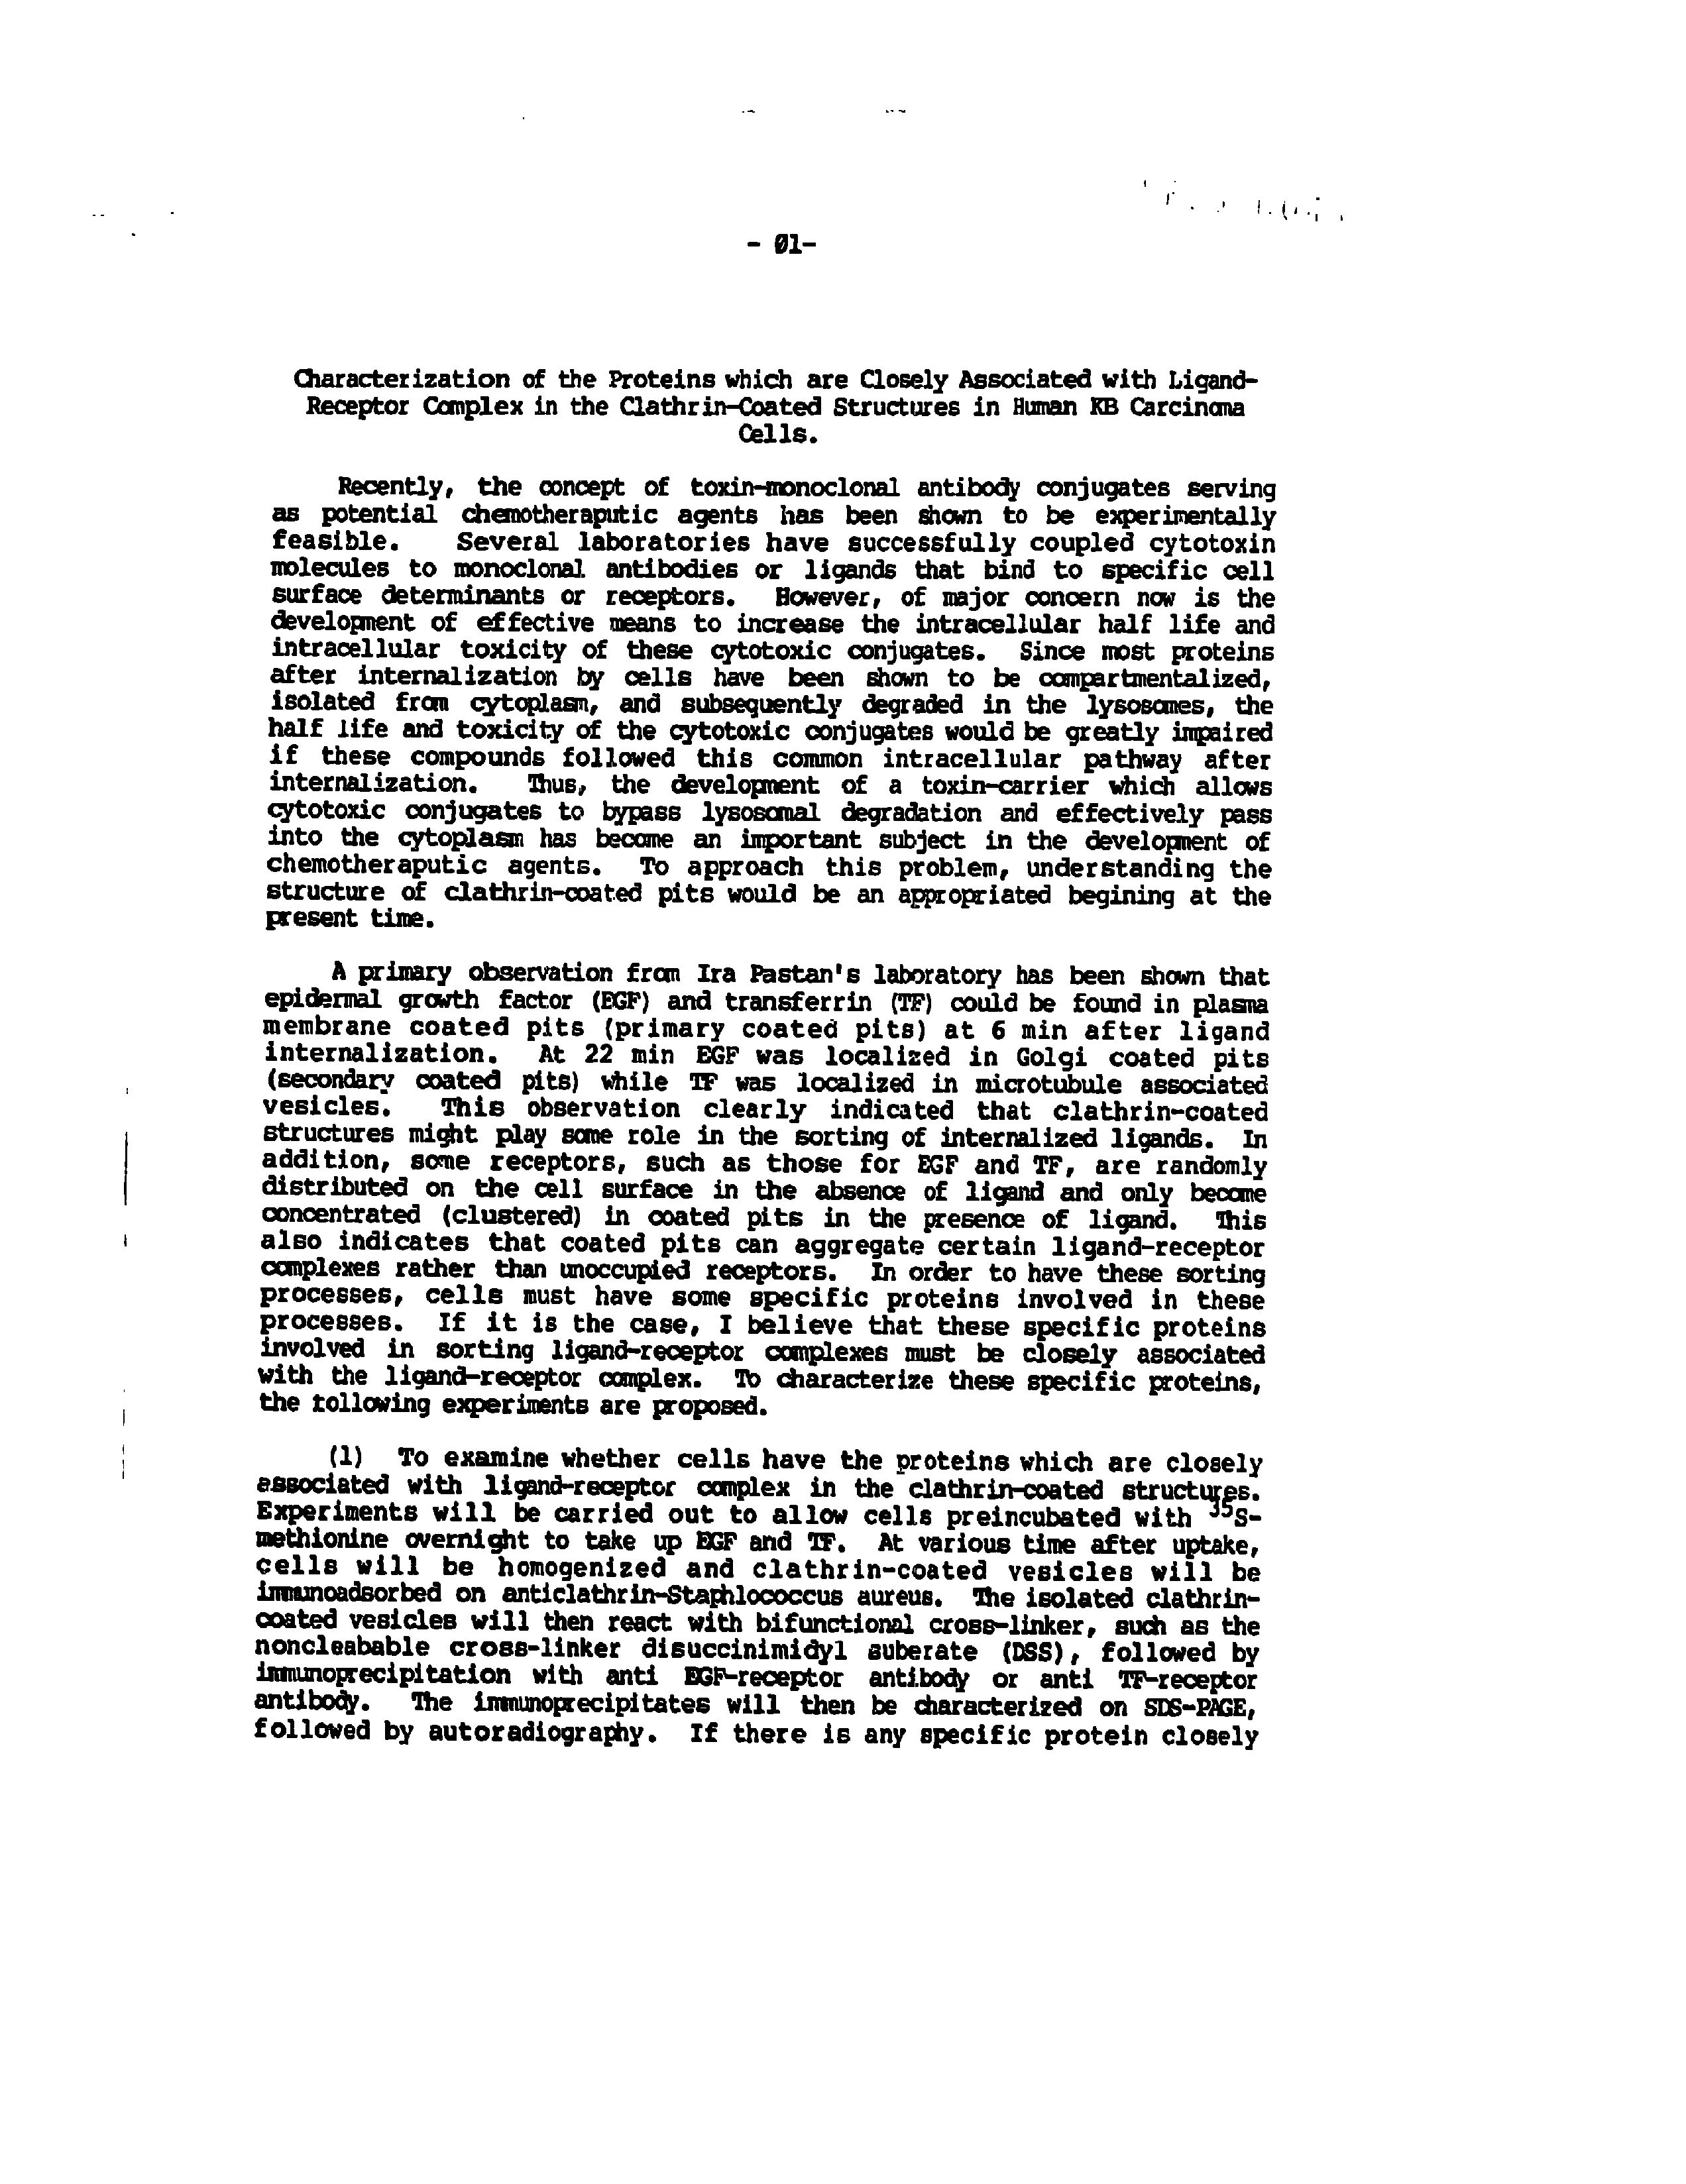 - 01-
Characterization of the Proteins which are Closely Associated with Ligand-
Receptor Complex in the Clathrin-Coated Structures in Human KB Carcinoma
Cells.
Recently, the concept of toxin-monoclonal antibody conjugates serving
as potential chemotheraputic agents has been shown to be experimentally
feasible. Several laboratories have successfully coupled cytotoxin
molecules to monoclonal antibodies or ligands that bind to specific cell
surface determinants or receptors. However, of major concern now is the
development of effective means to increase the intracellular half life and
intracellular toxicity of these cytotoxic conjugates. Since most proteins
after internalization by cells have been shown to be compartmentalized,
isolated from cytoplasm, and subsequently degraded in the lysosomes, the
half life and toxicity of the cytotoxic conjugates would be greatly impaired
if these compounds followed this common intracellular pathway after
internalization. Thus, the development of a toxin-carrier which allows
cytotoxic conjugates to bypass lysosomal degradation and effectively pass
into the cytoplasm has become an important subject in the development of
chemotheraputic agents. To approach this problem, understanding the
structure of clathrin-coated pits would be an appropriated begining at the
present time.
A primary observation from Ira Pastan's laboratory has been shown that
epidermal growth factor (EGF) and transferrin (TF) could be found in plasma
membrane coated pits (primary coated pits) at 6 min after ligand
internalization. At 22 min EGF was localized in Golgi coated pits
(secondary coated pits) while TF was localized in microtubule associated
vesicles. This observation clearly indicated that clathrin-coated
structures might play some role in the sorting of internalized ligands. In
addition, some receptors, such as those for EGF and TF, are randomly
distributed on the cell surface in the absence of ligand and only become
concentrated (clustered) in coated pits in the presence of ligand. This
also indicates that coated pits can aggregate certain ligand-receptor
complexes rather than unoccupied receptors. In order to have these sorting
processes, cells must have some specific proteins involved in these
processes. If it is the case, I believe that these specific proteins
involved in sorting ligand-receptor complexes must be closely associated
with the ligand-receptor complex. To characterize these specific proteins,
the following experiments are proposed.
(1) To examine whether cells have the proteins which are closely
associated with ligand-receptor complex in the clathrin-coated structures.
Experiments will be carried out to allow cells preincubated with ³⁵S-
methionine overnight to take up EGF and TF. At various time after uptake,
cells will be homogenized and clathrin-coated vesicles will be
immunoadsorbed on anticlathrin-Staphlococcus aureus. The isolated clathrin-
coated vesicles will then react with bifunctional cross-linker, such as the
noncleabable cross-linker disuccinimidyl suberate (DSS), followed by
immunoprecipitation with anti EGF-receptor antibody or anti TF-receptor
antibody. The immunoprecipitates will then be characterized on SDS-PAGE,
followed by autoradiography. If there is any specific protein closely